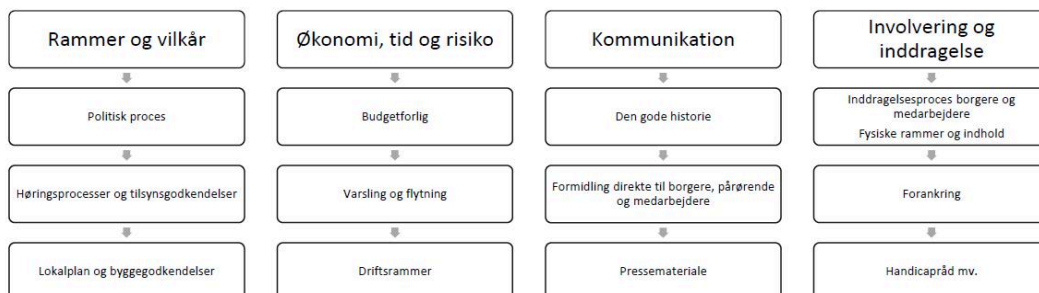 Rammer og vilkår
Politisk proces
Høringsprocesser og tilsynsgodkendelser
Lokalplan og byggegodkendelser
Økonomi, tid og risiko
Budgetforlig
Varsling og flytning
Driftsrammer
Kommunikation
Den gode historie
Formidling direkte til borgere, pårørende
og medarbejdere
Pressemateriale
Involvering og
inddragelse
Inddragelsesproces borgere og
medarbejdere
Fysiske rammer og indhold
Forankring
Handicapråd mv.